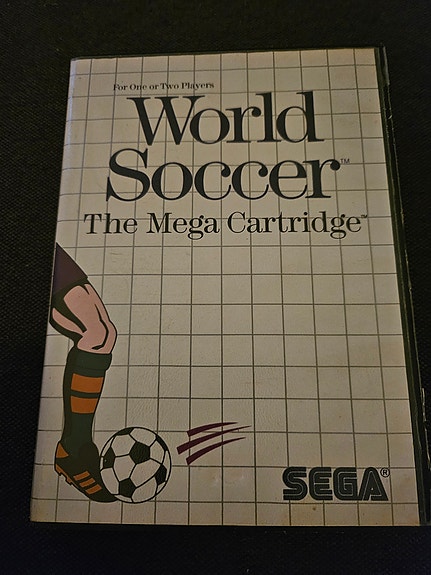 For One or Two Players
World
Soccer™
The Mega Cartridge™
SEGA®